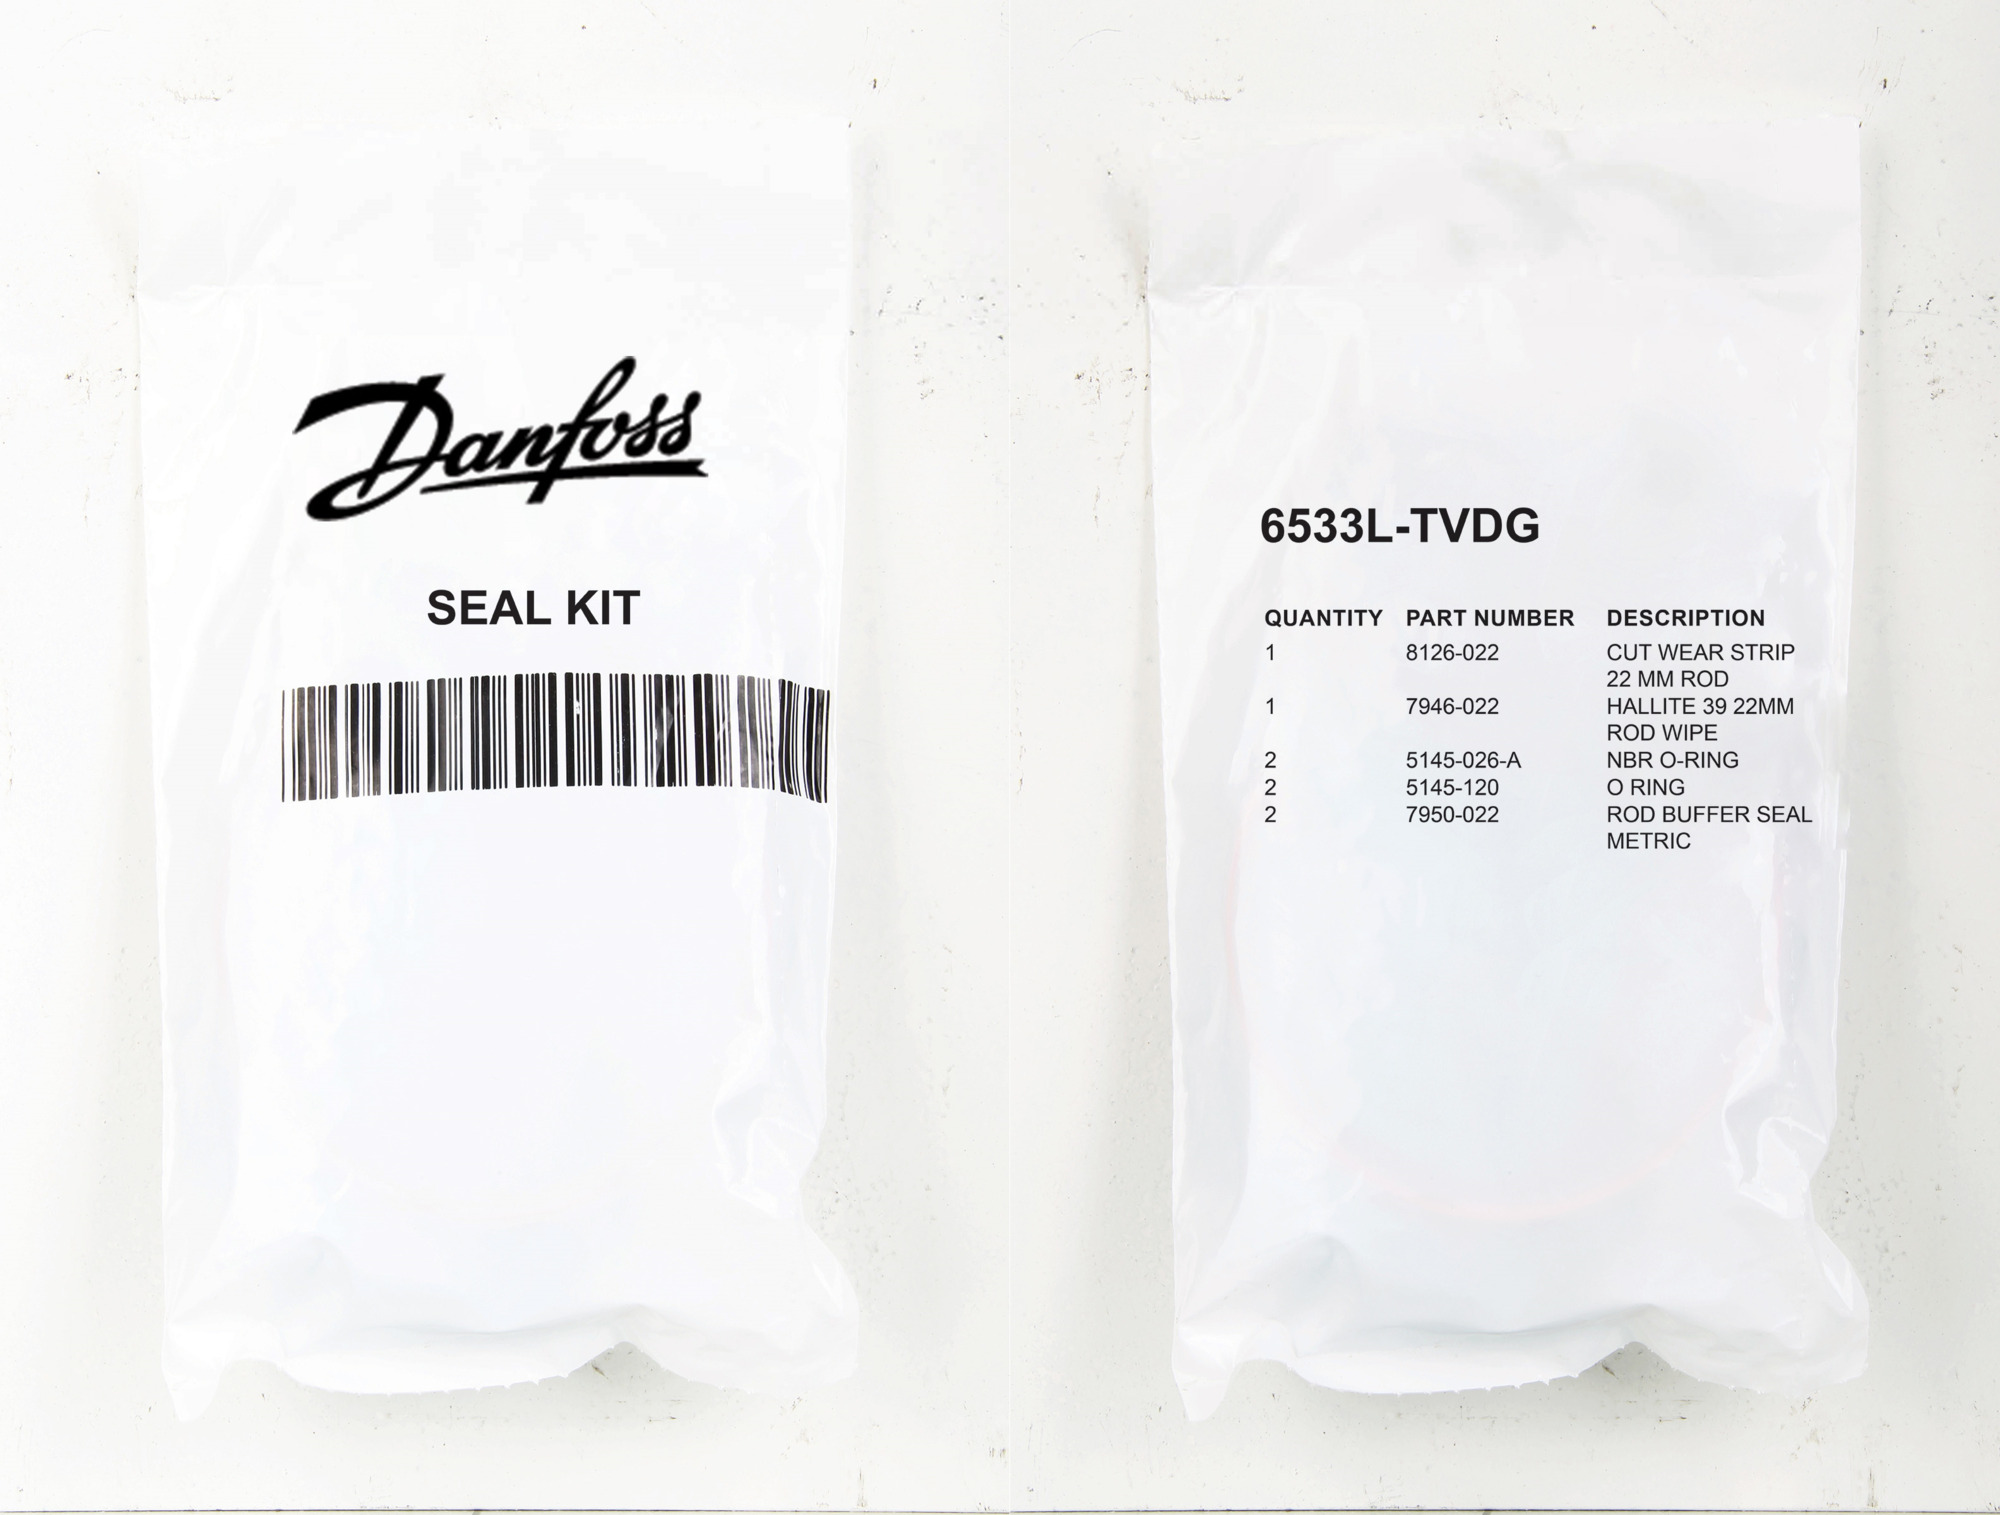 Danfoss
SEAL KIT
6533L-TVDG
QUANTITY PART NUMBER DESCRIPTION
1 8126-022 CUT WEAR STRIP
22 MM ROD
1 7946-022 HALLITE 39 22MM
ROD WIPE
2 5145-026-A NBR O-RING
2 5145-120 O RING
2 7950-022 ROD BUFFER SEAL
METRIC